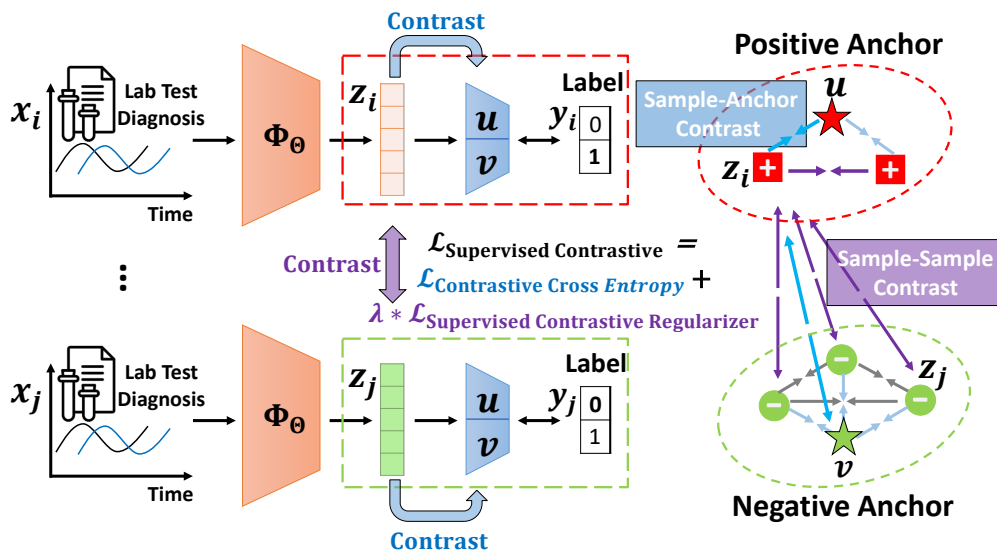 Contrast
Positive Anchor
x_i
Lab Test
Diagnosis
Time
Φ_Θ
z_i
u
v
Label
y_i
0
1
Sample-Anchor
Contrast
u
z_i
+
+
⋮
Contrast
ℒ_Supervised Contrastive =
ℒ_Contrastive Cross Entropy +
λ * ℒ_Supervised Contrastive Regularizer
Sample-Sample
Contrast
x_j
Lab Test
Diagnosis
Time
Φ_Θ
z_j
u
v
Label
y_j
0
1
−
−
−
z_j
v
Negative Anchor
Contrast